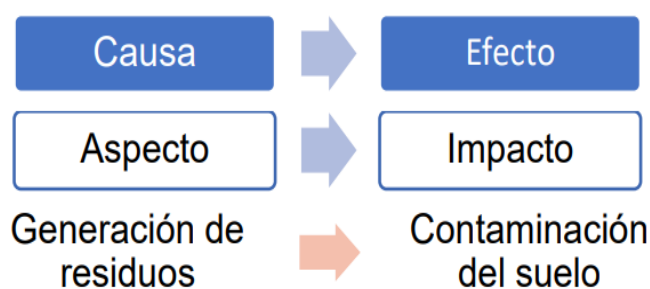 Causa
Efecto
Aspecto
Impacto
Generación de
residuos
Contaminación
del suelo